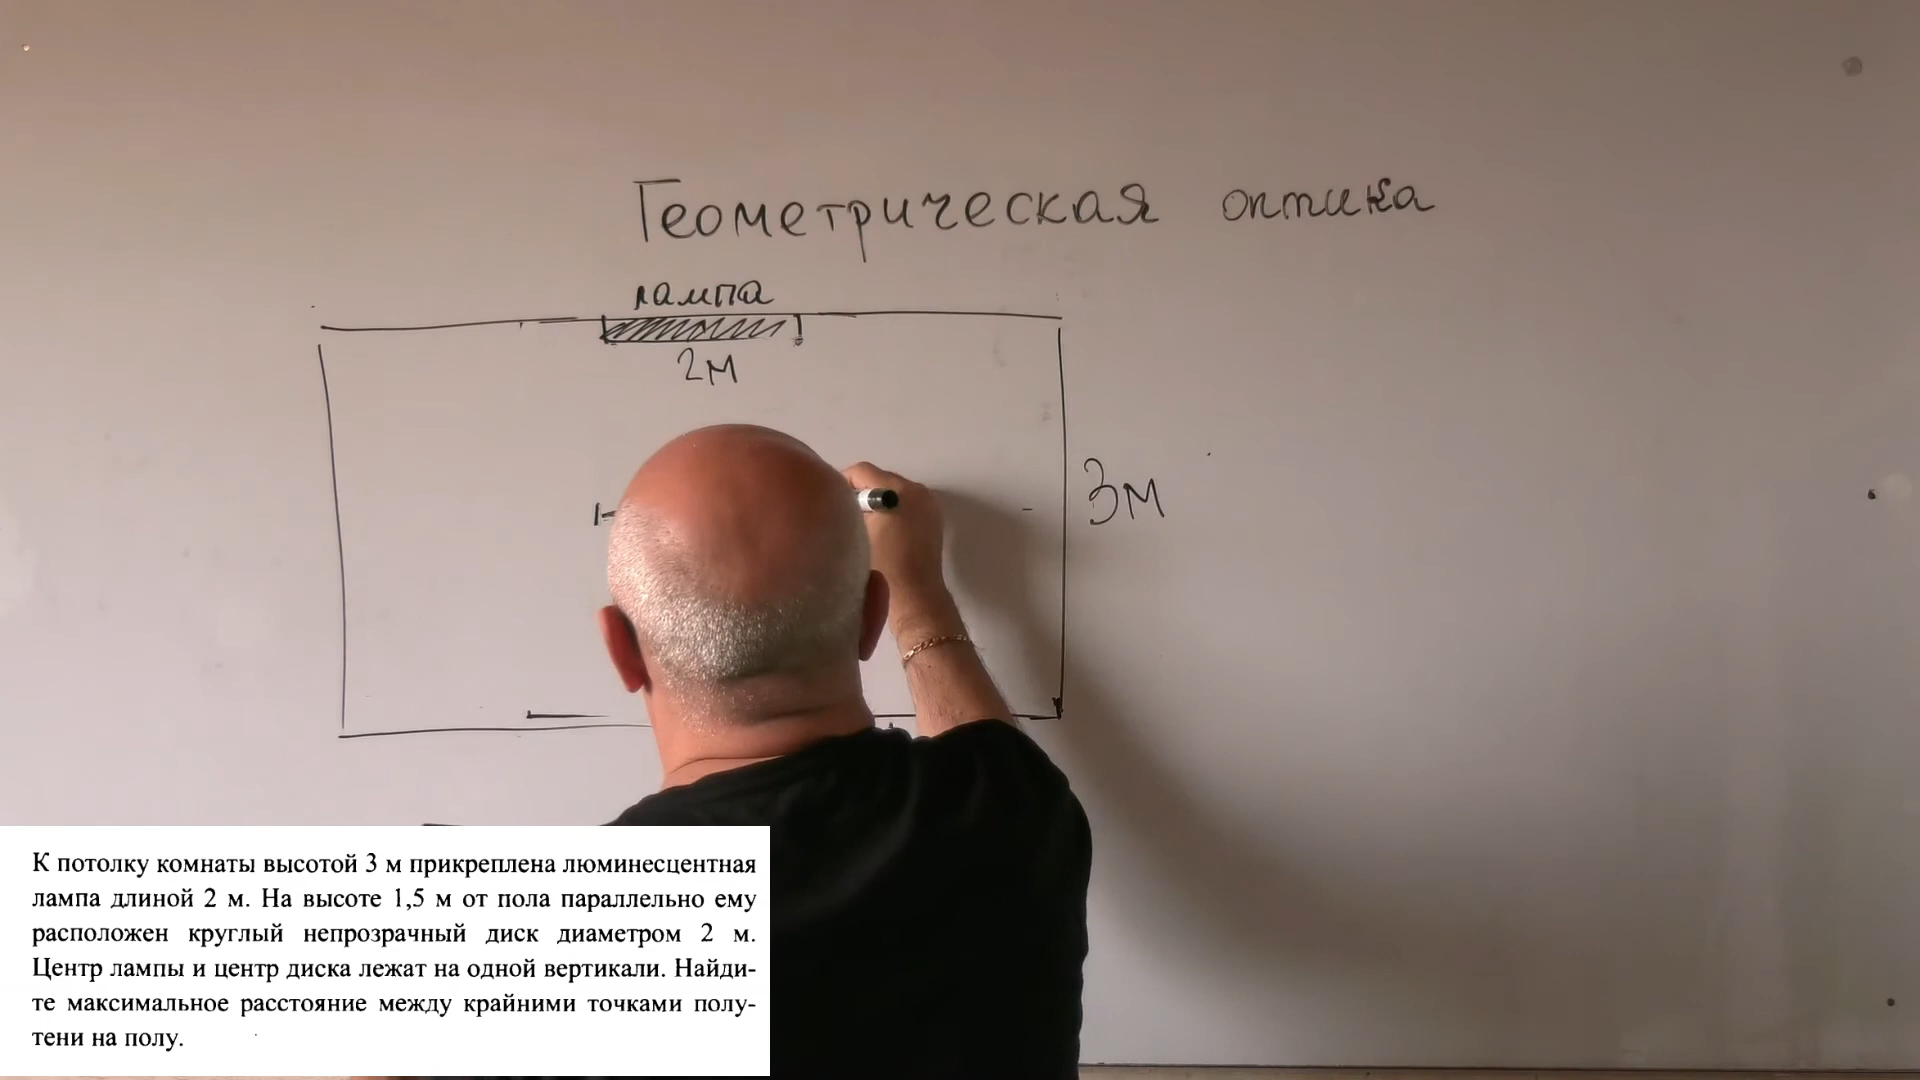 Геометрическая оптика
лампа
2м
3м
К потолку комнаты высотой 3 м прикреплена люминесцентная
лампа длиной 2 м. На высоте 1,5 м от пола параллельно ему
расположен круглый непрозрачный диск диаметром 2 м.
Центр лампы и центр диска лежат на одной вертикали. Найди-
те максимальное расстояние между крайними точками полу-
тени на полу.